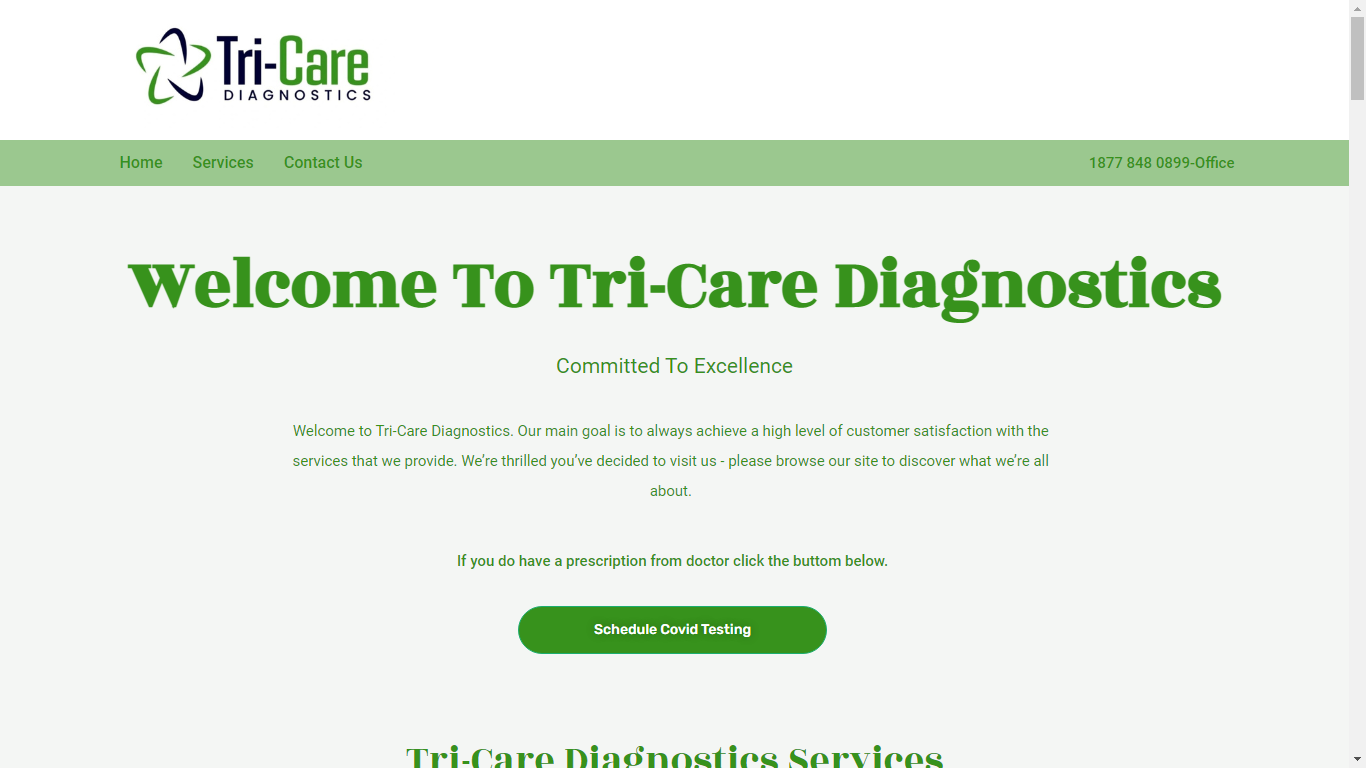 Tri-Care
DIAGNOSTICS
Home Services Contact Us 1877 848 0899-Office
Welcome To Tri-Care Diagnostics
Committed To Excellence
Welcome to Tri-Care Diagnostics. Our main goal is to always achieve a high level of customer satisfaction with the
services that we provide. We’re thrilled you’ve decided to visit us - please browse our site to discover what we’re all
about.
If you do have a prescription from doctor click the buttom below.
Schedule Covid Testing
Tri-Care Diagnostics Services